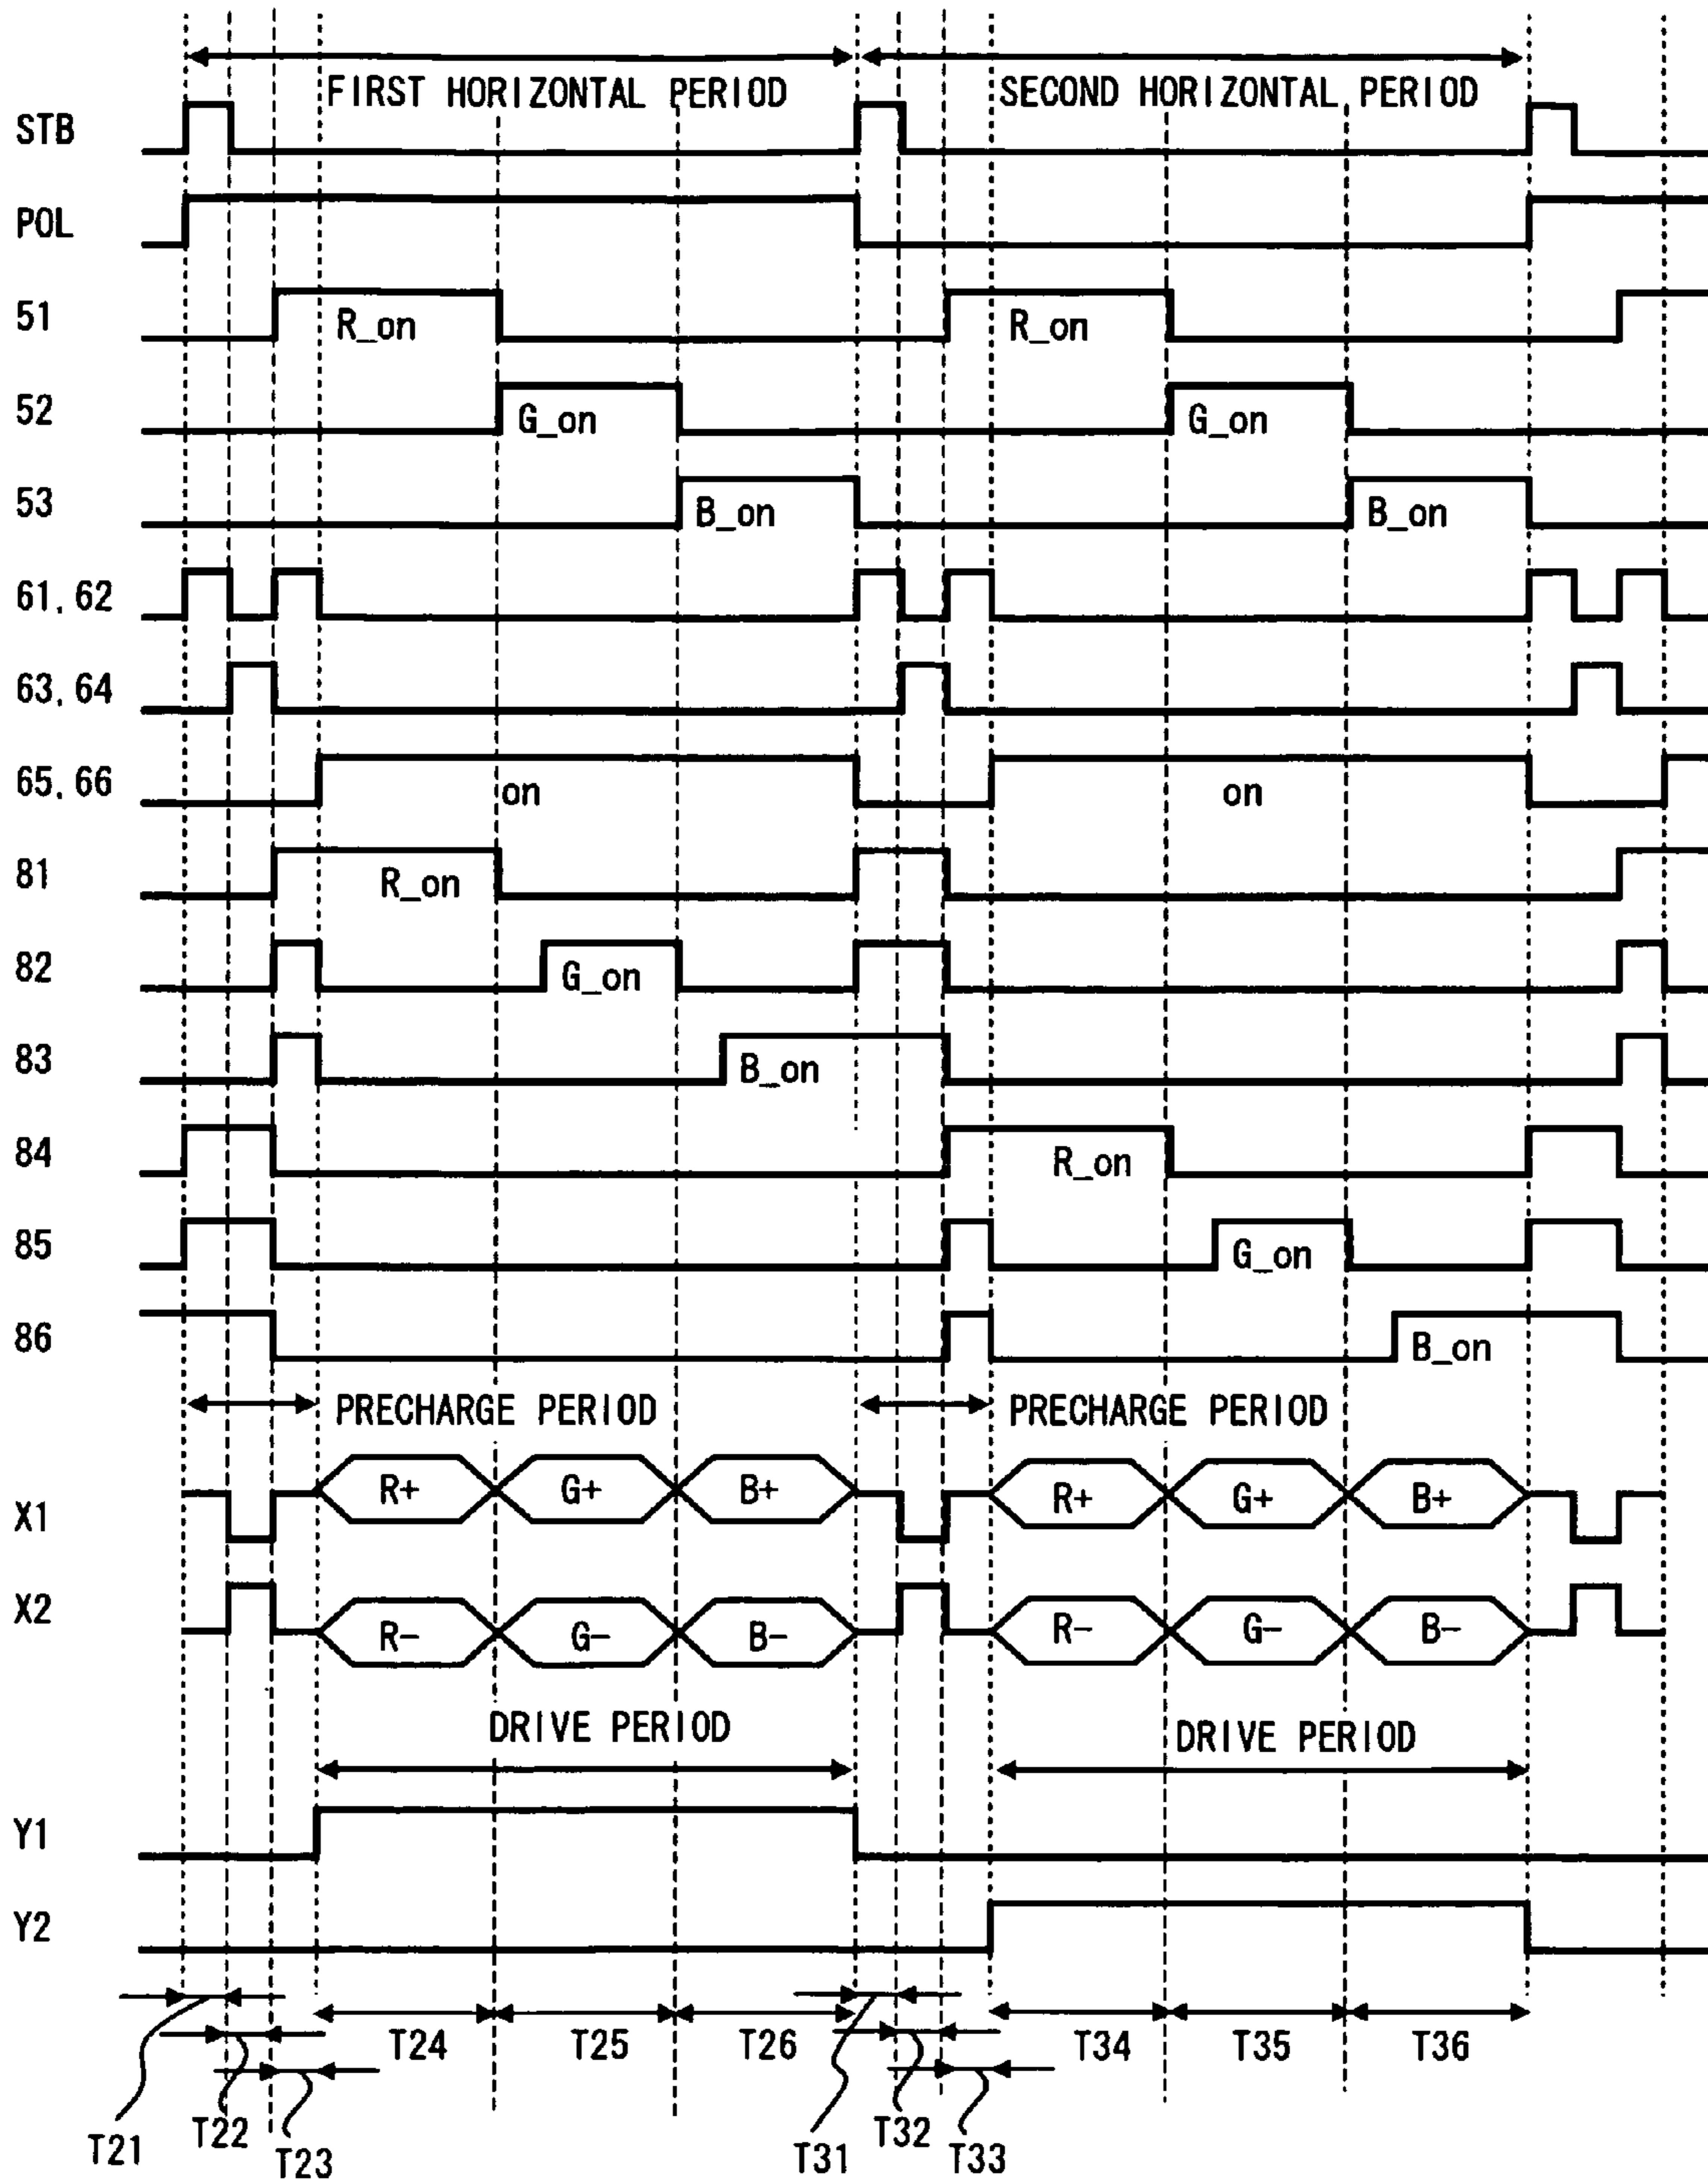 FIRST HORIZONTAL PERIOD SECOND HORIZONTAL PERIOD
STB
POL
51 R_on R_on
52 G_on G_on
53 B_on B_on
61, 62
63, 64
65, 66 on on
81 R_on
82 G_on
83 B_on
84 R_on
85 G_on
86 B_on
PRECHARGE PERIOD PRECHARGE PERIOD
X1 R+ G+ B+ R+ G+ B+
X2 R- G- B- R- G- B-
DRIVE PERIOD DRIVE PERIOD
Y1
Y2
T24 T25 T26 T34 T35 T36
T21 T22 T23 T31 T32 T33